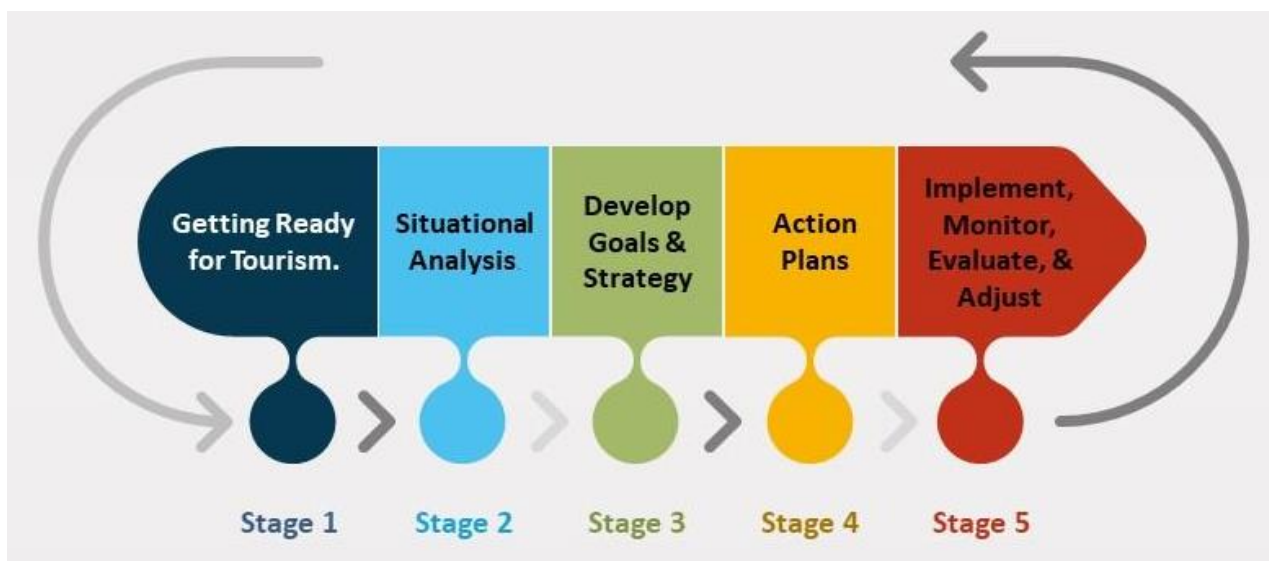 Getting Ready
for Tourism.
Situational
Analysis.
Develop
Goals &
Strategy
Action
Plans
Implement,
Monitor,
Evaluate, &
Adjust
Stage 1
Stage 2
Stage 3
Stage 4
Stage 5